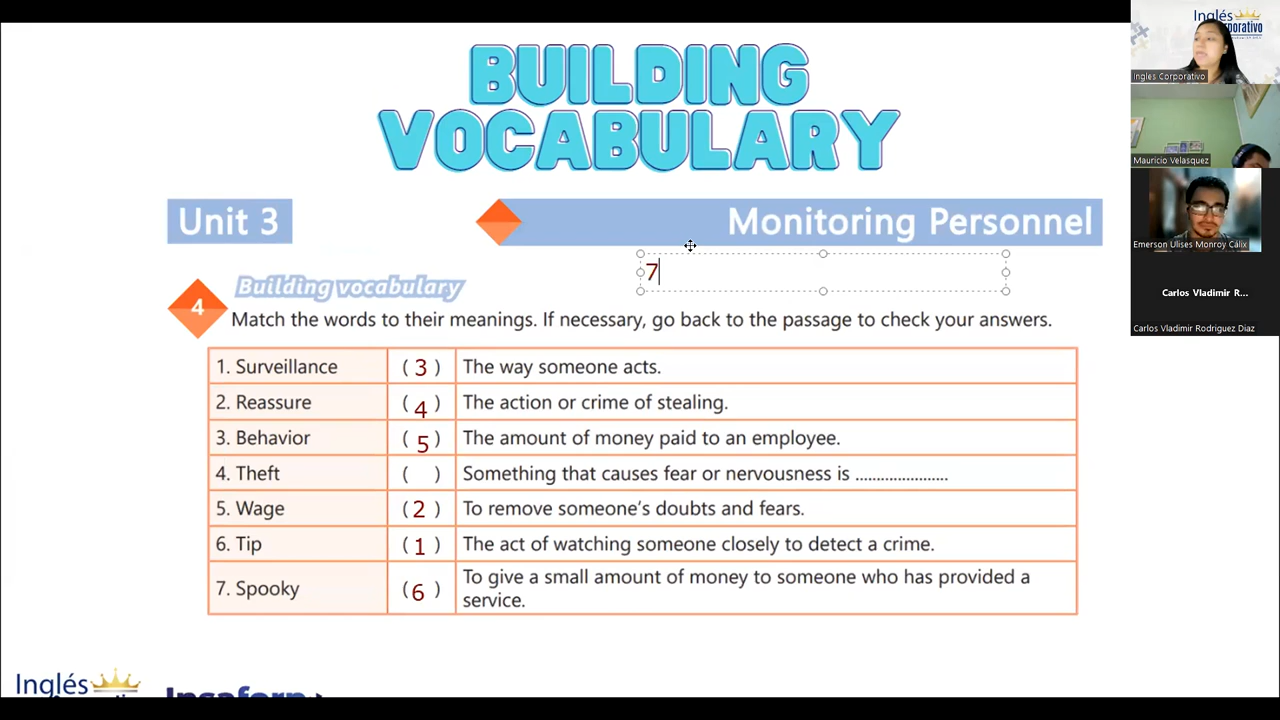 BUILDING
VOCABULARY
Unit 3
Monitoring Personnel
7
Building vocabulary
4
Match the words to their meanings. If necessary, go back to the passage to check your answers.
1. Surveillance ( 3 ) The way someone acts.
2. Reassure ( 4 ) The action or crime of stealing.
3. Behavior ( 5 ) The amount of money paid to an employee.
4. Theft ( ) Something that causes fear or nervousness is ......................
5. Wage ( 2 ) To remove someone's doubts and fears.
6. Tip ( 1 ) The act of watching someone closely to detect a crime.
7. Spooky ( 6 ) To give a small amount of money to someone who has provided a
service.
Inglés
Inglés
Ingles Corporativo
Mauricio Velasquez
Emerson Ulises Monroy Cálix
Carlos Vladimir R...
Carlos Vladimir Rodriguez Diaz